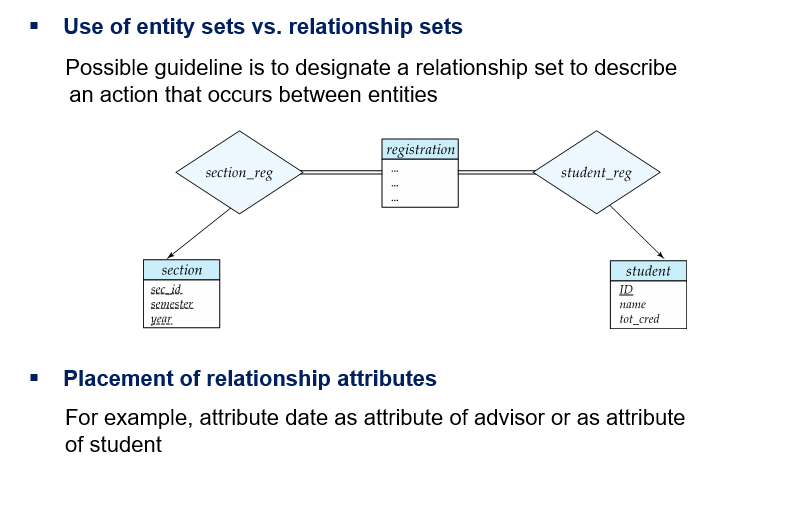 Use of entity sets vs. relationship sets
Possible guideline is to designate a relationship set to describe
an action that occurs between entities
section_reg
registration
...
...
...
student_reg
section
sec_id
semester
year
student
ID
name
tot_cred
Placement of relationship attributes
For example, attribute date as attribute of advisor or as attribute
of student